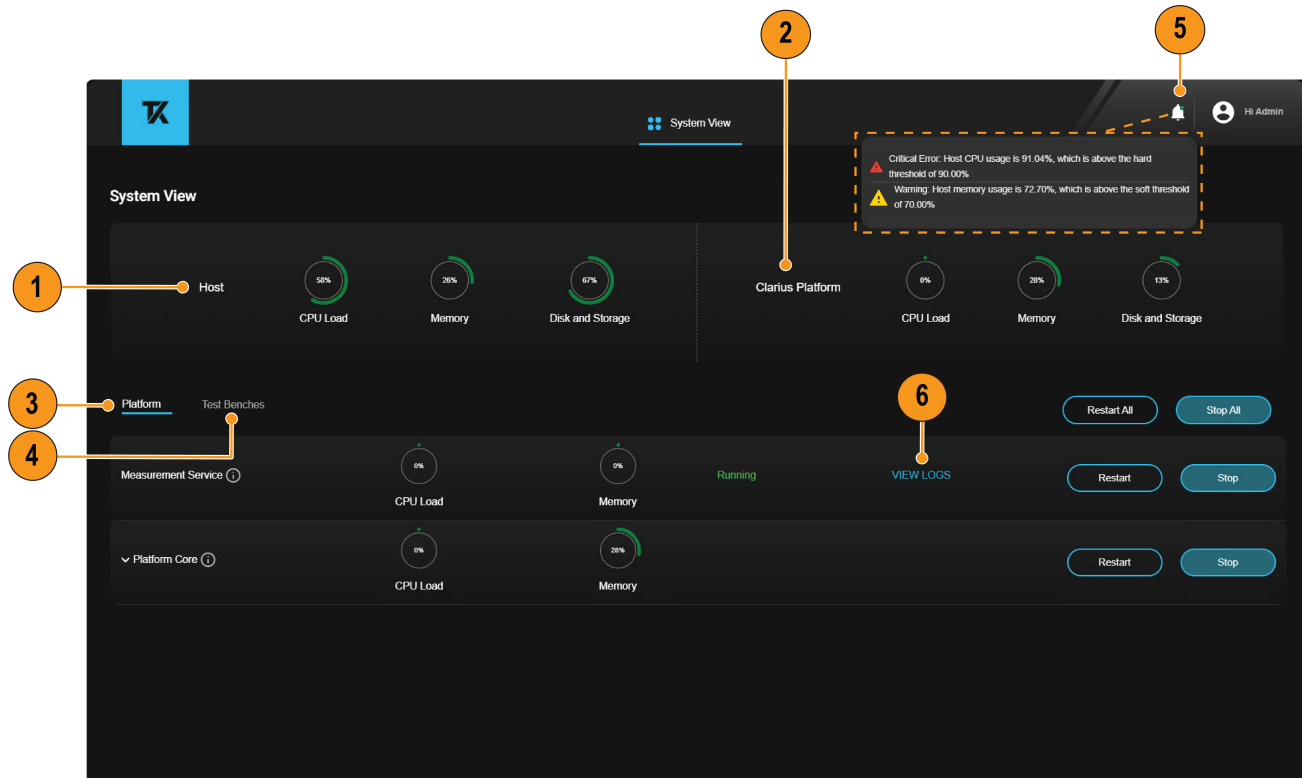 2
5
TK
System View
Hi Admin
Critical Error: Host CPU usage is 91.04%, which is above the hard
threshold of 90.00%
Warning: Host memory usage is 72.70%, which is above the soft threshold
of 70.00%
System View
1
Host
58%
CPU Load
26%
Memory
67%
Disk and Storage
Clarius Platform
0%
CPU Load
28%
Memory
13%
Disk and Storage
3
Platform
Test Benches
4
6
Restart All
Stop All
Measurement Service
0%
CPU Load
0%
Memory
Running
VIEW LOGS
Restart
Stop
Platform Core
0%
CPU Load
28%
Memory
Restart
Stop